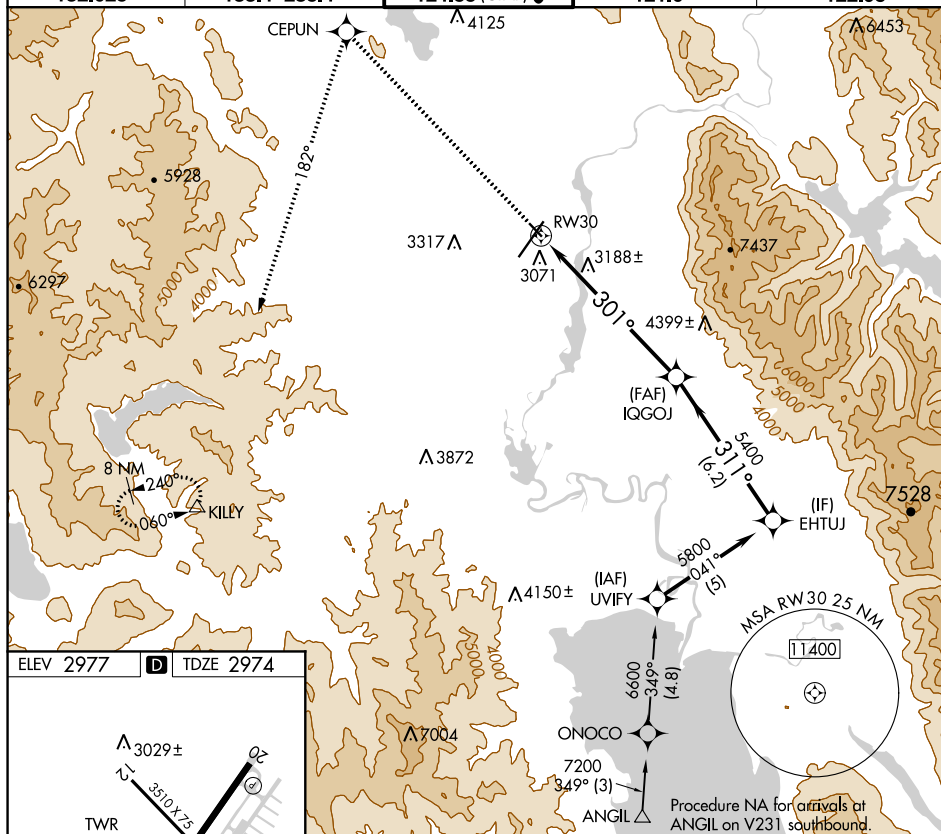 CEPUN
4125
6453
182°
5928
5000
4000
6297
3317
RW30
3071
3188±
7437
301°
4399±
6000
5000
4000
(FAF)
IQGOJ
5400
311°
(6.2)
3872
8 NM
240°
060°
KILLY
7528
(IF)
EHTUJ
5800
041°
(5)
(IAF)
UVIFY
4150±
MSA RW30 25 NM
11400
5000
4000
6600
349°
(4.8)
ELEV 2977 D TDZE 2974
7004
ONOCO
3029±
20
P
12
3510 X 75
TWR
7200
349° (3)
ANGIL
Procedure NA for arrivals at
ANGIL on V231 southbound.